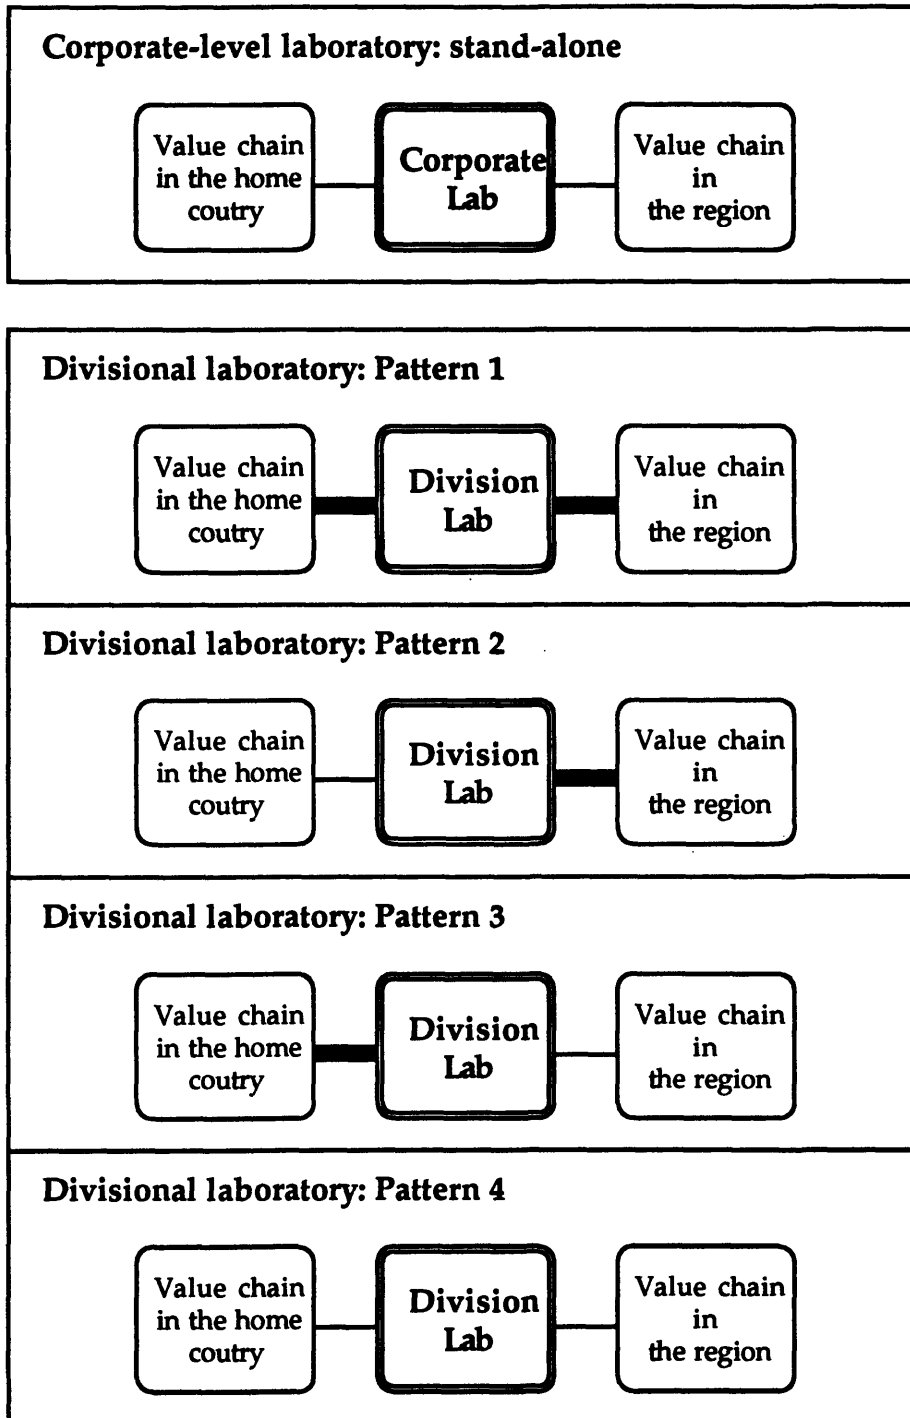 Corporate-level laboratory: stand-alone
Value chain
in the home
coutry
Corporate
Lab
Value chain
in
the region
Divisional laboratory: Pattern 1
Value chain
in the home
coutry
Division
Lab
Value chain
in
the region
Divisional laboratory: Pattern 2
Value chain
in the home
coutry
Division
Lab
Value chain
in
the region
Divisional laboratory: Pattern 3
Value chain
in the home
coutry
Division
Lab
Value chain
in
the region
Divisional laboratory: Pattern 4
Value chain
in the home
coutry
Division
Lab
Value chain
in
the region